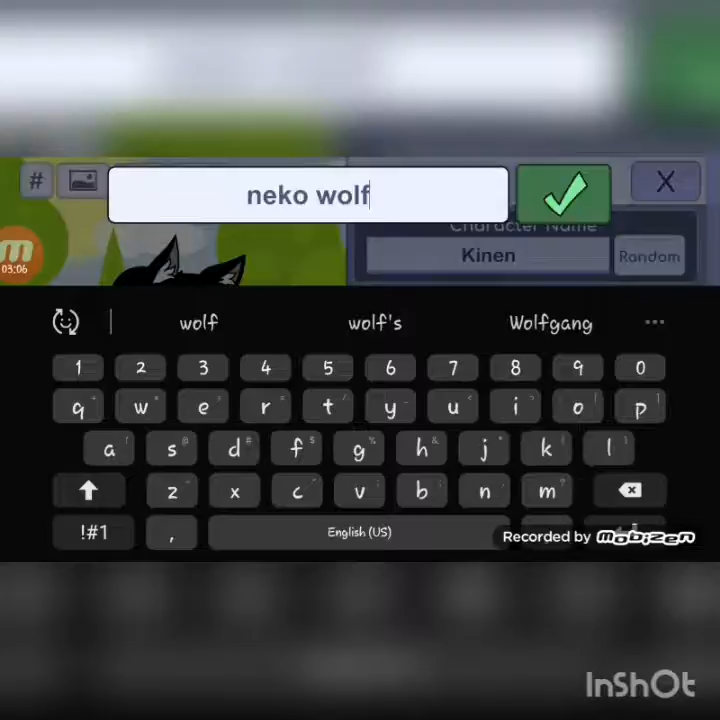 #
neko wolf
X
Character Name
Kinen
Random
m
03:06
wolf
wolf's
Wolfgang
...
1 2 3 4 5 6 7 8 9 0
q w e r t y u i o p
a s d f g h j k l
z x c v b n m
!#1
,
English (US)
Recorded by mobizen
InShOt